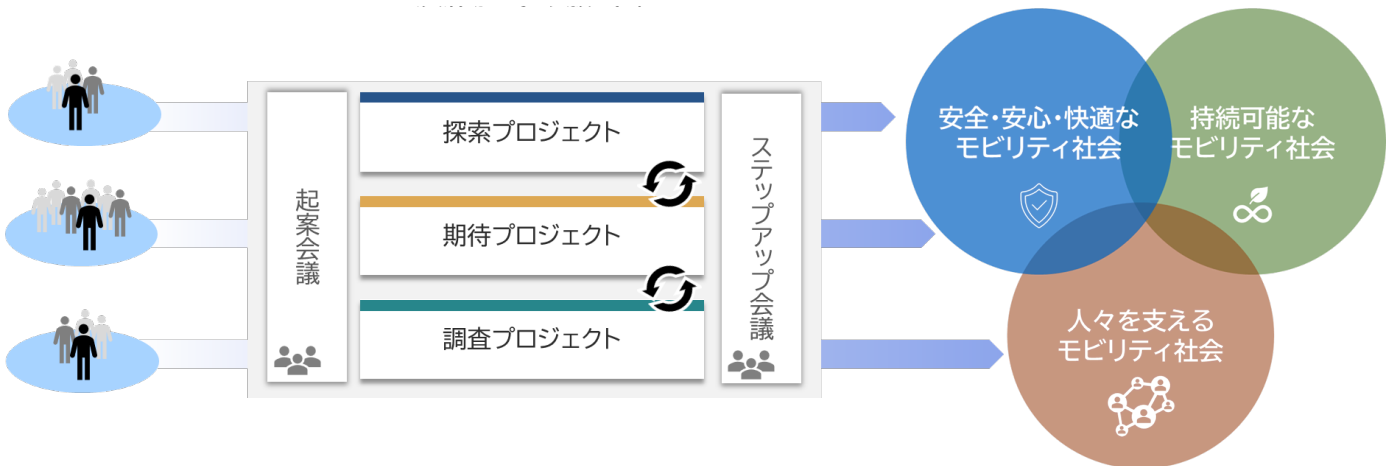 起案会議
探索プロジェクト
期待プロジェクト
調査プロジェクト
ステップアップ会議
安全・安心・快適な
モビリティ社会
持続可能な
モビリティ社会
人々を支える
モビリティ社会